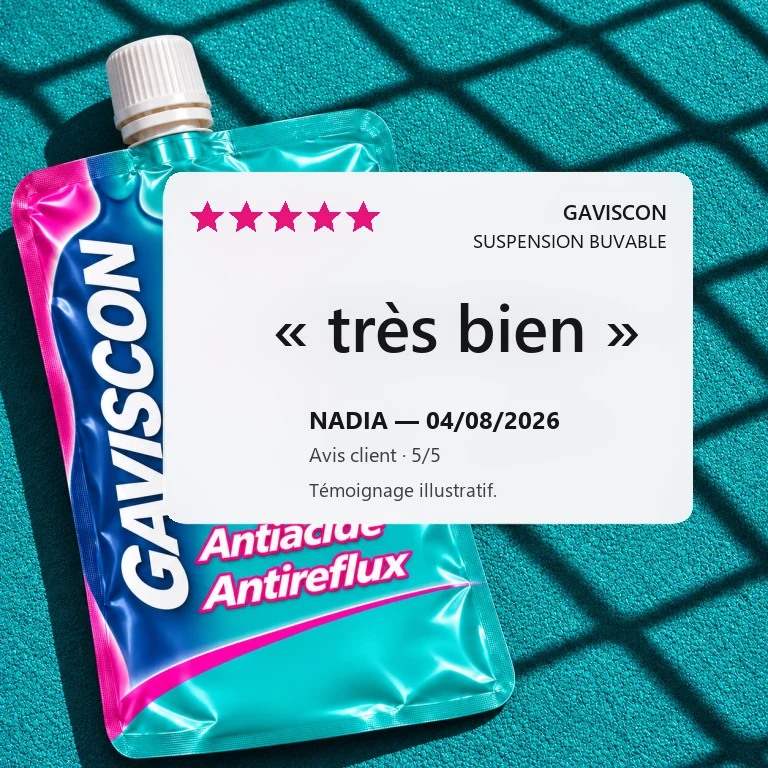 GAVISCON
GAVISCON
SUSPENSION BUVABLE
« très bien »
NADIA — 04/08/2026
Avis client · 5/5
Témoignage illustratif.
Antiacide
Antireflux